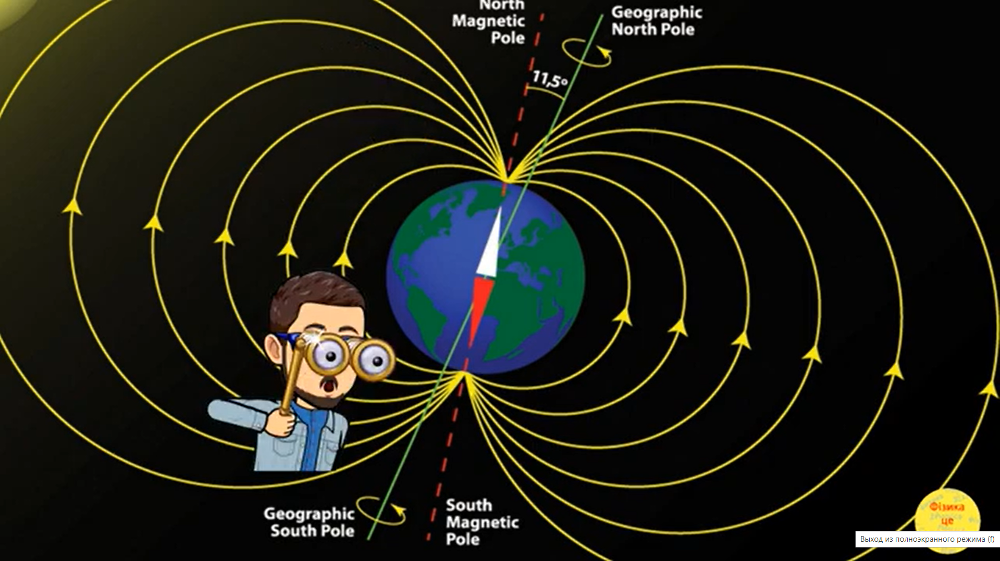 North
Magnetic
Pole
Geographic
North Pole
11,5º
Geographic
South Pole
South
Magnetic
Pole
Фізика
це
Выход из полноэкранного режима (f)